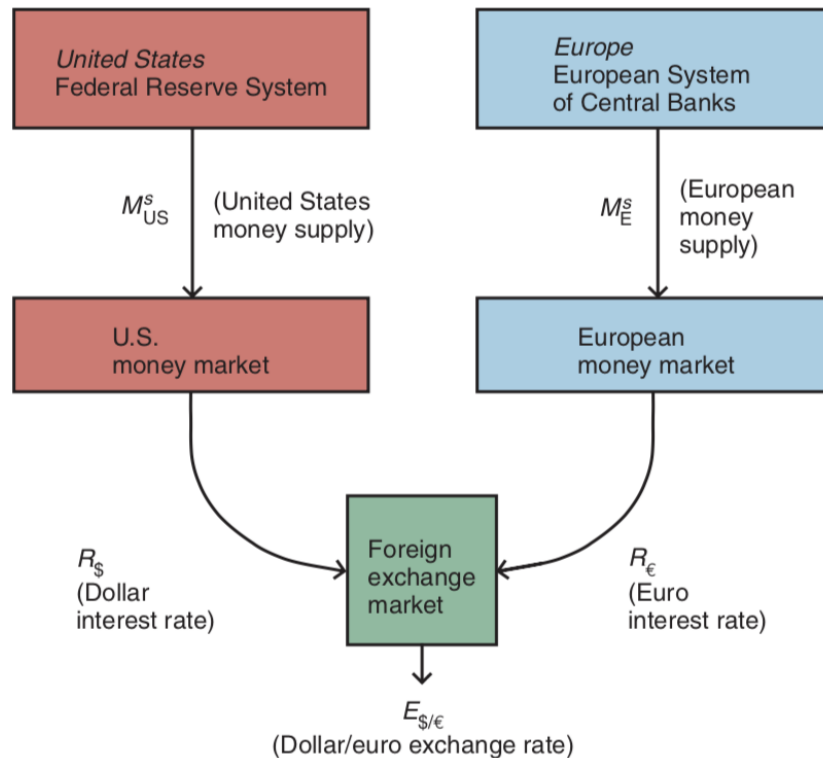 United States
Federal Reserve System
Europe
European System
of Central Banks
M^s_US
(United States
money supply)
M^s_E
(European
money
supply)
U.S.
money market
European
money market
R_$
(Dollar
interest rate)
Foreign
exchange
market
R_€
(Euro
interest rate)
E_$/€
(Dollar/euro exchange rate)